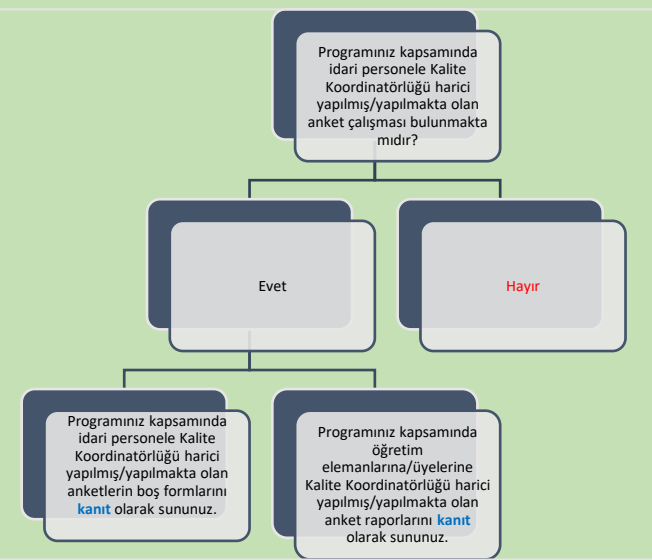 Programınız kapsamında
idari personele Kalite
Koordinatörlüğü harici
yapılmış/yapılmakta olan
anket çalışması bulunmakta
mıdır?
Evet
Hayır
Programınız kapsamında
idari personele Kalite
Koordinatörlüğü harici
yapılmış/yapılmakta olan
anketlerin boş formlarını
kanıt olarak sununuz.
Programınız kapsamında
öğretim
elemanlarına/üyelerine
Kalite Koordinatörlüğü harici
yapılmış/yapılmakta olan
anket raporlarını kanıt
olarak sununuz.